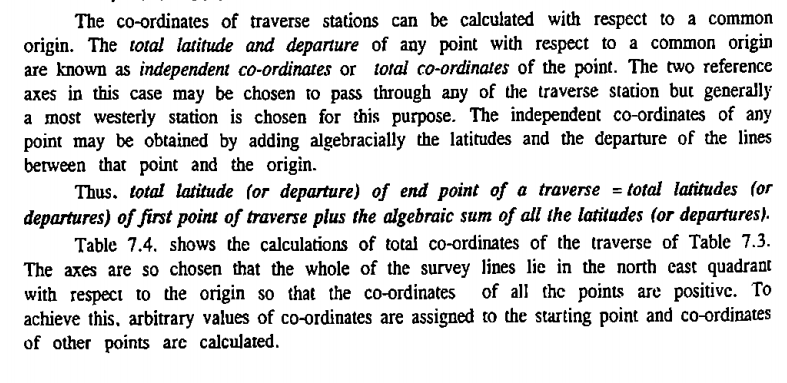 The co-ordinates of traverse stations can be calculated with respect to a common
origin. The total latitude and departure of any point with respect to a common origin
are known as independent co-ordinates or total co-ordinates of the point. The two reference
axes in this case may be chosen to pass through any of the traverse station but generally
a most westerly station is chosen for this purpose. The independent co-ordinates of any
point may be obtained by adding algebracially the latitudes and the departure of the lines
between that point and the origin.
Thus. total latitude (or departure) of end point of a traverse = total latitudes (or
departures) of first point of traverse plus the algebraic sum of all the latitudes (or departures).
Table 7.4. shows the calculations of total co-ordinates of the traverse of Table 7.3.
The axes are so chosen that the whole of the survey lines lie in the north east quadrant
with respect to the origin so that the co-ordinates of all the points are positive. To
achieve this, arbitrary values of co-ordinates are assigned to the starting point and co-ordinates
of other points are calculated.